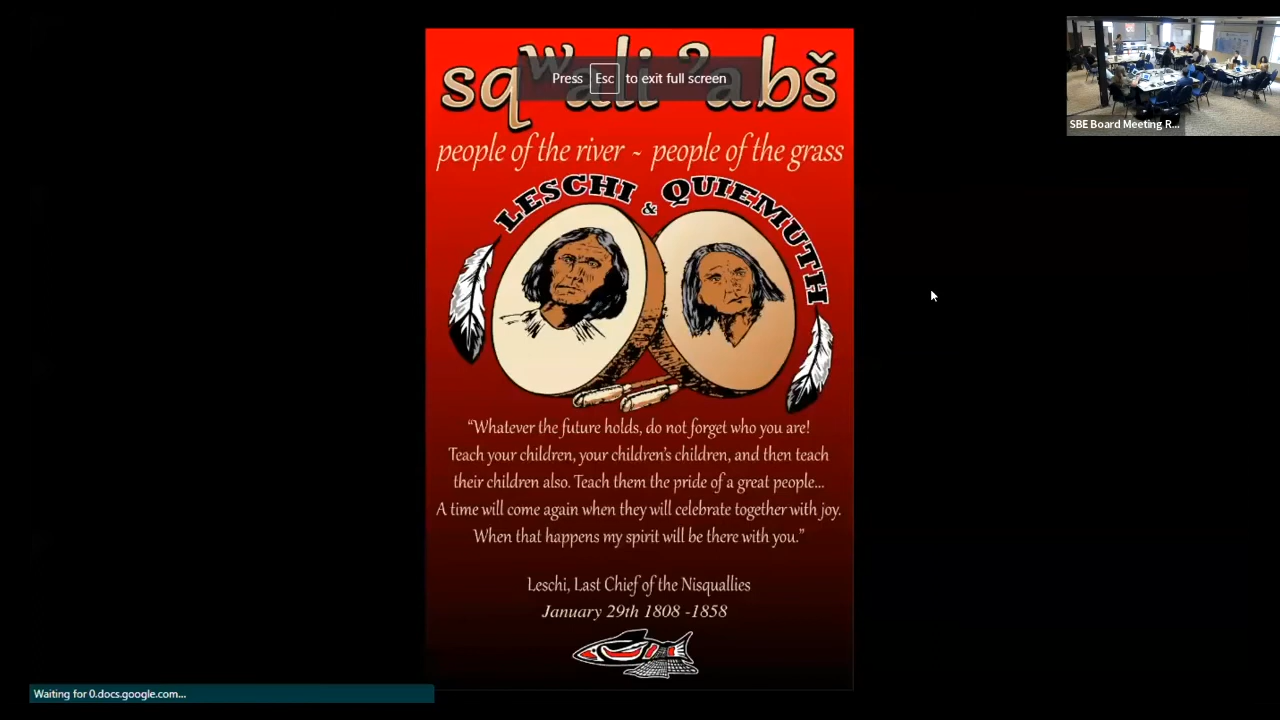 sqʷaliʔabš
Press Esc to exit full screen
people of the river ~ people of the grass
LESCHI & QUIEMUTH
“Whatever the future holds, do not forget who you are!
Teach your children, your children’s children, and then teach
their children also. Teach them the pride of a great people...
A time will come again when they will celebrate together with joy.
When that happens my spirit will be there with you.”
Leschi, Last Chief of the Nisquallies
January 29th 1808 -1858
SBE Board Meeting R...
Waiting for 0.docs.google.com...